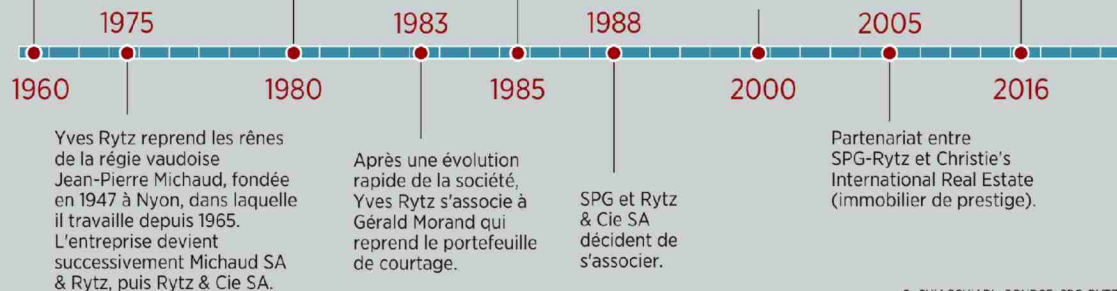 1975
1983
1988
2005
1960
1980
1985
2000
2016
Yves Rytz reprend les rênes
de la régie vaudoise
Jean-Pierre Michaud, fondée
en 1947 à Nyon, dans laquelle
il travaille depuis 1965.
L'entreprise devient
successivement Michaud SA
& Rytz, puis Rytz & Cie SA.
Après une évolution
rapide de la société,
Yves Rytz s'associe à
Gérald Morand qui
reprend le portefeuille
de courtage.
SPG et Rytz
& Cie SA
décident de
s'associer.
Partenariat entre
SPG-Rytz et Christie's
International Real Estate
(immobilier de prestige).